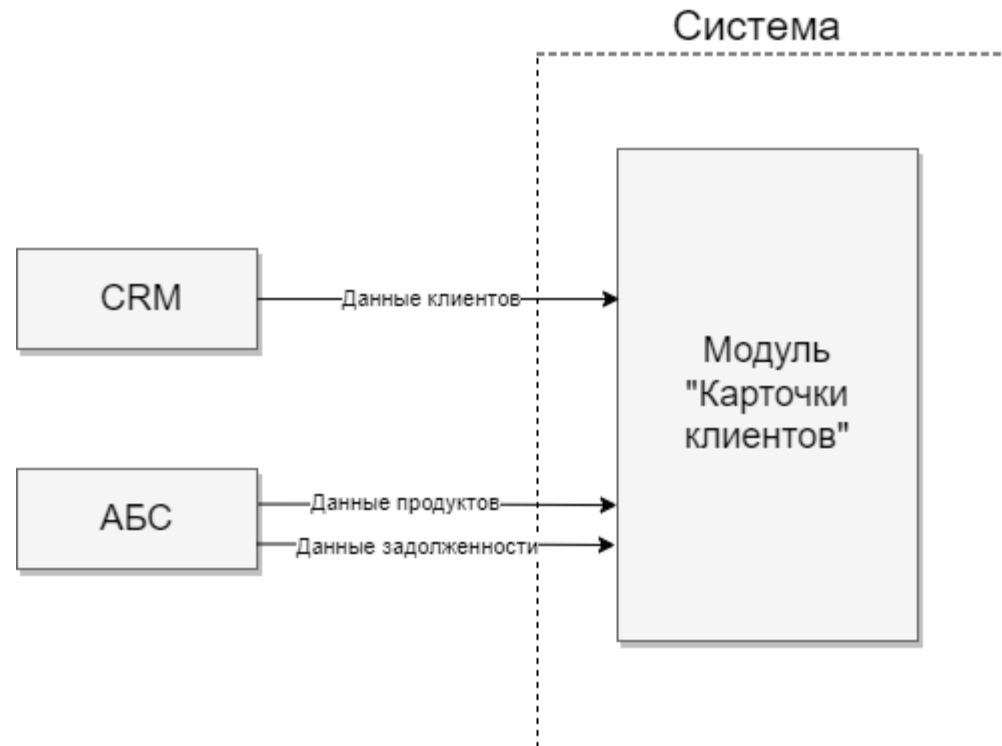 Система
CRM
Данные клиентов
Модуль
"Карточки
клиентов"
АБС
Данные продуктов
Данные задолженности